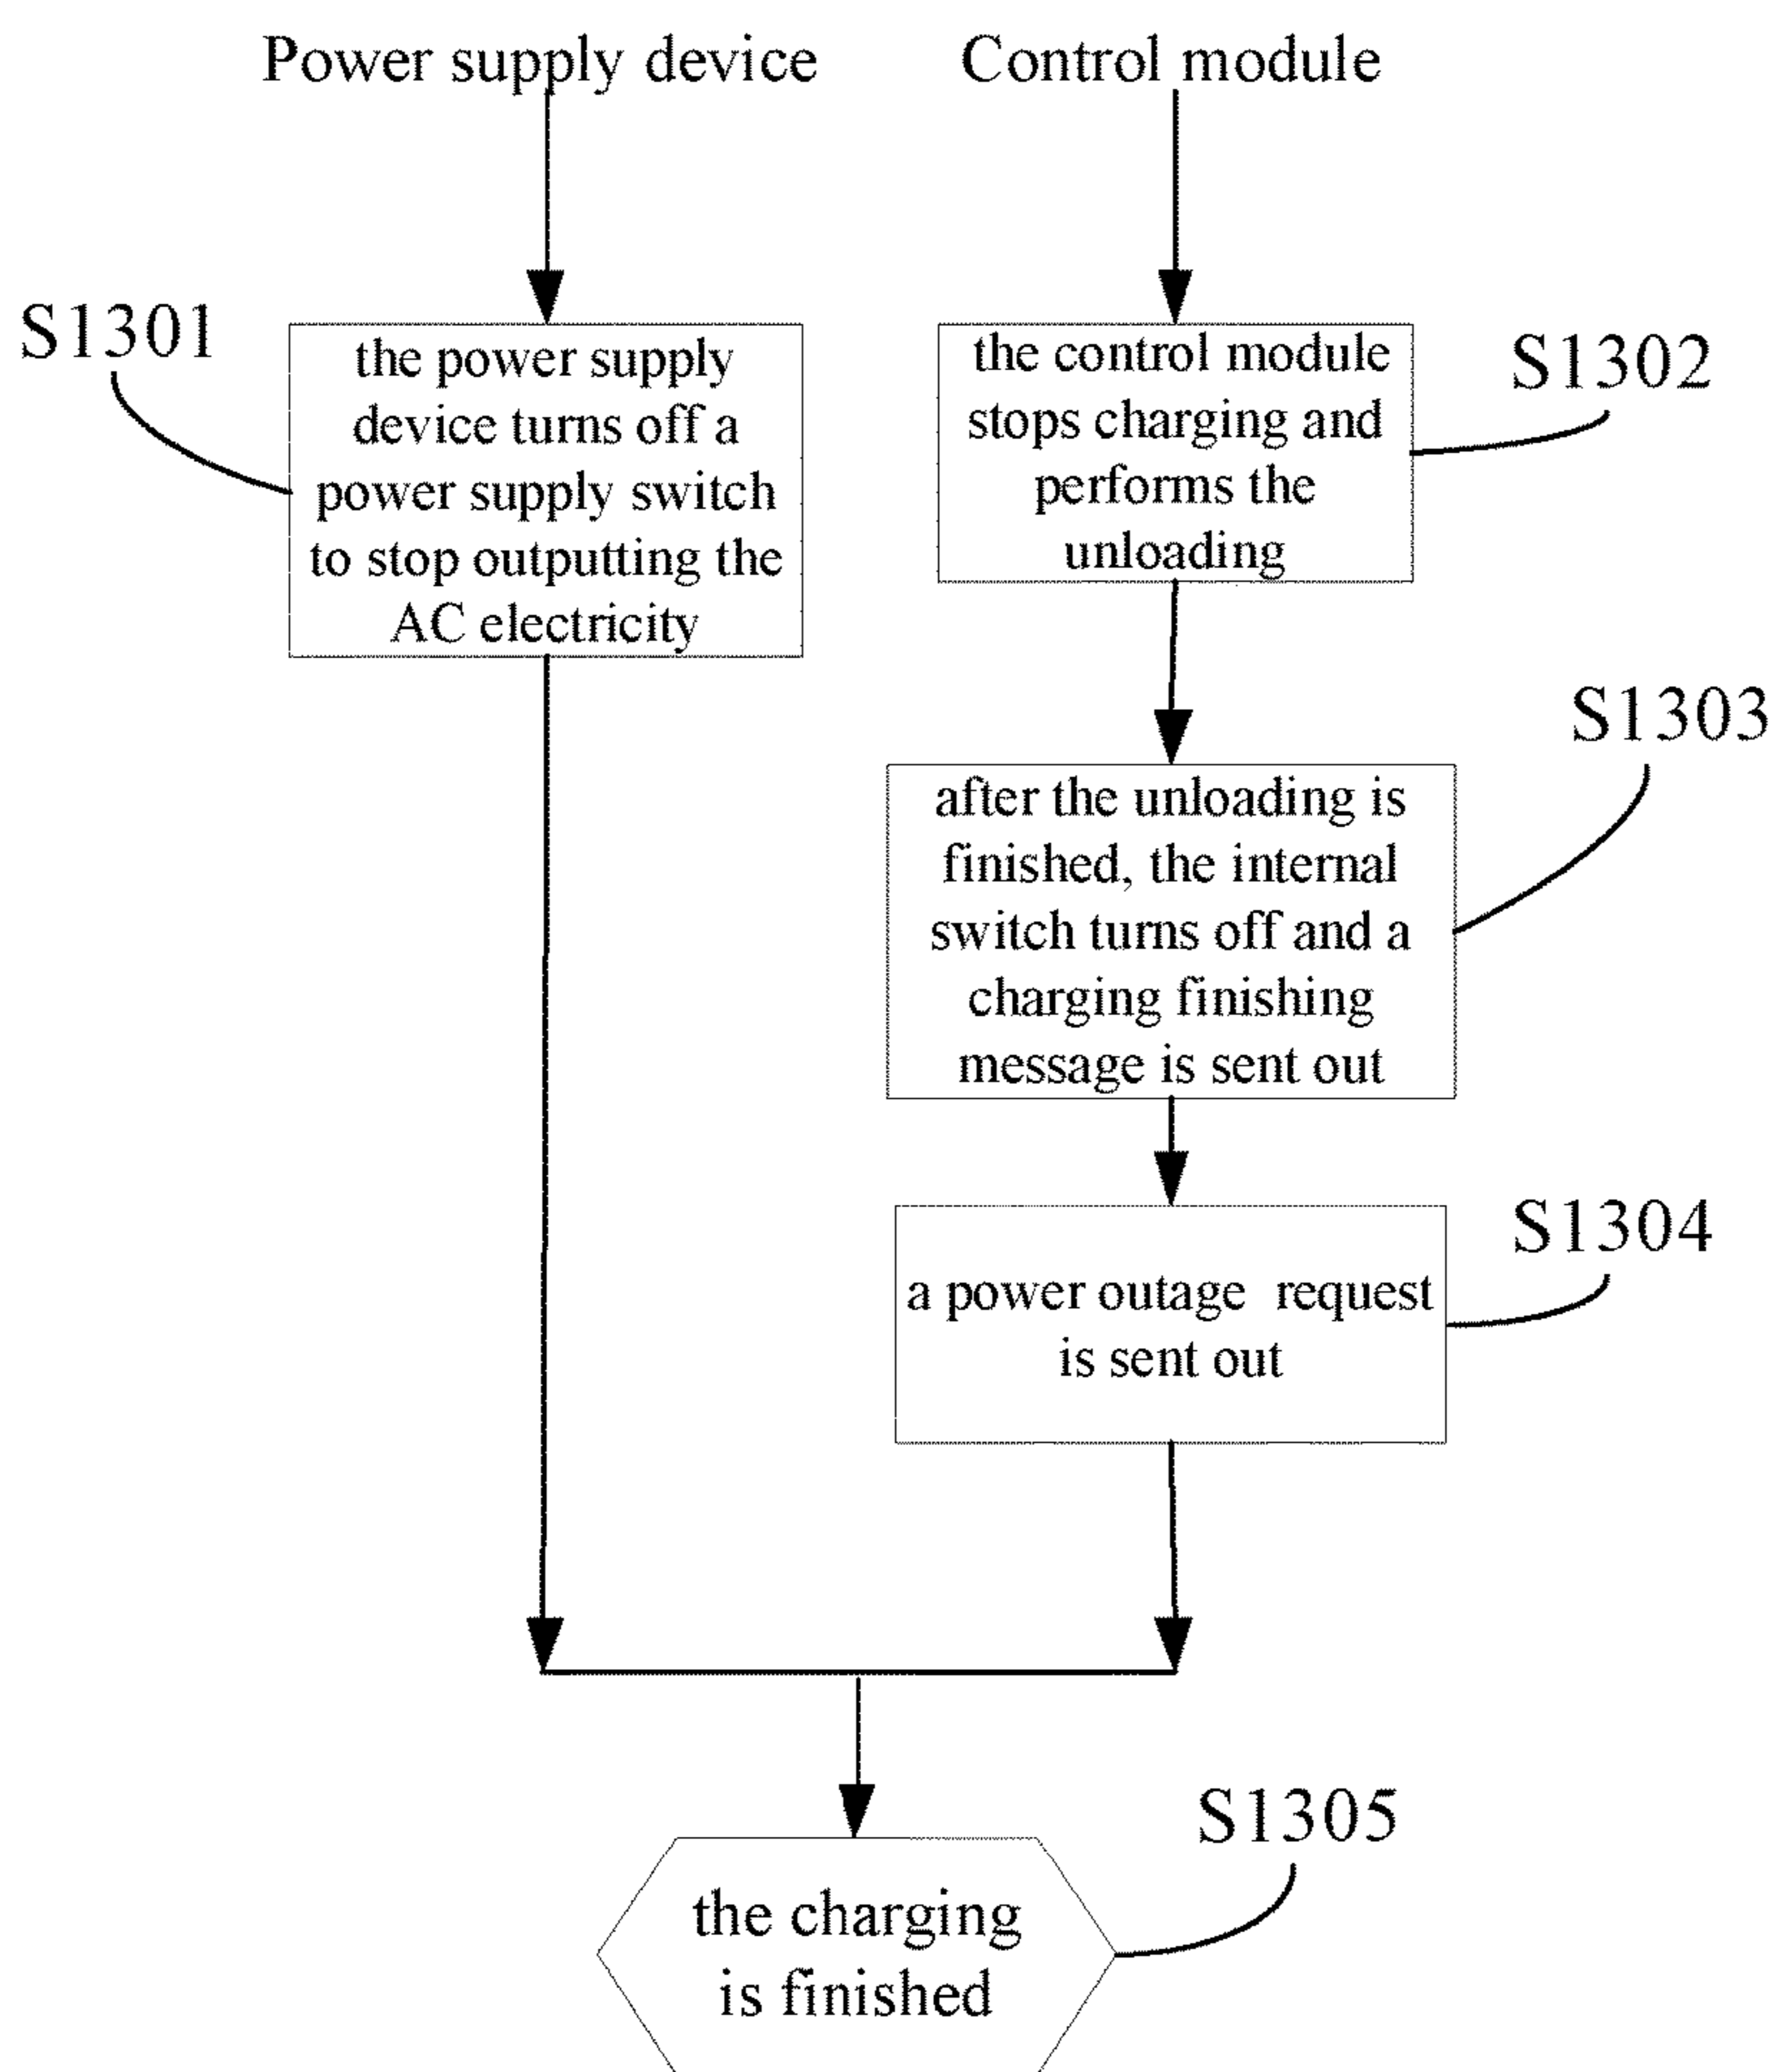 Power supply device
Control module
S1301
the power supply
device turns off a
power supply switch
to stop outputting the
AC electricity
the control module
stops charging and
performs the
unloading
S1302
S1303
after the unloading is
finished, the internal
switch turns off and a
charging finishing
message is sent out
S1304
a power outage request
is sent out
S1305
the charging
is finished